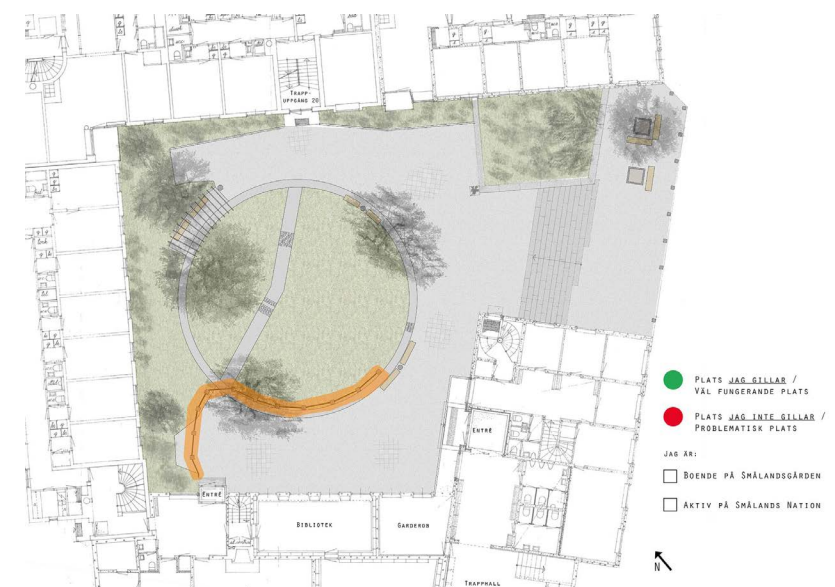 TRAPP-
UPPGÅNG 20
ENTRÉ
ENTRÉ
BIBLIOTEK
GARDEROB
TRAPPHALL
PLATS JAG GILLAR /
VÄL FUNGERANDE PLATS
PLATS JAG INTE GILLAR /
PROBLEMATISK PLATS
JAG ÄR:
BOENDE PÅ SMÅLANDSGÅRDEN
AKTIV PÅ SMÅLANDS NATION
N